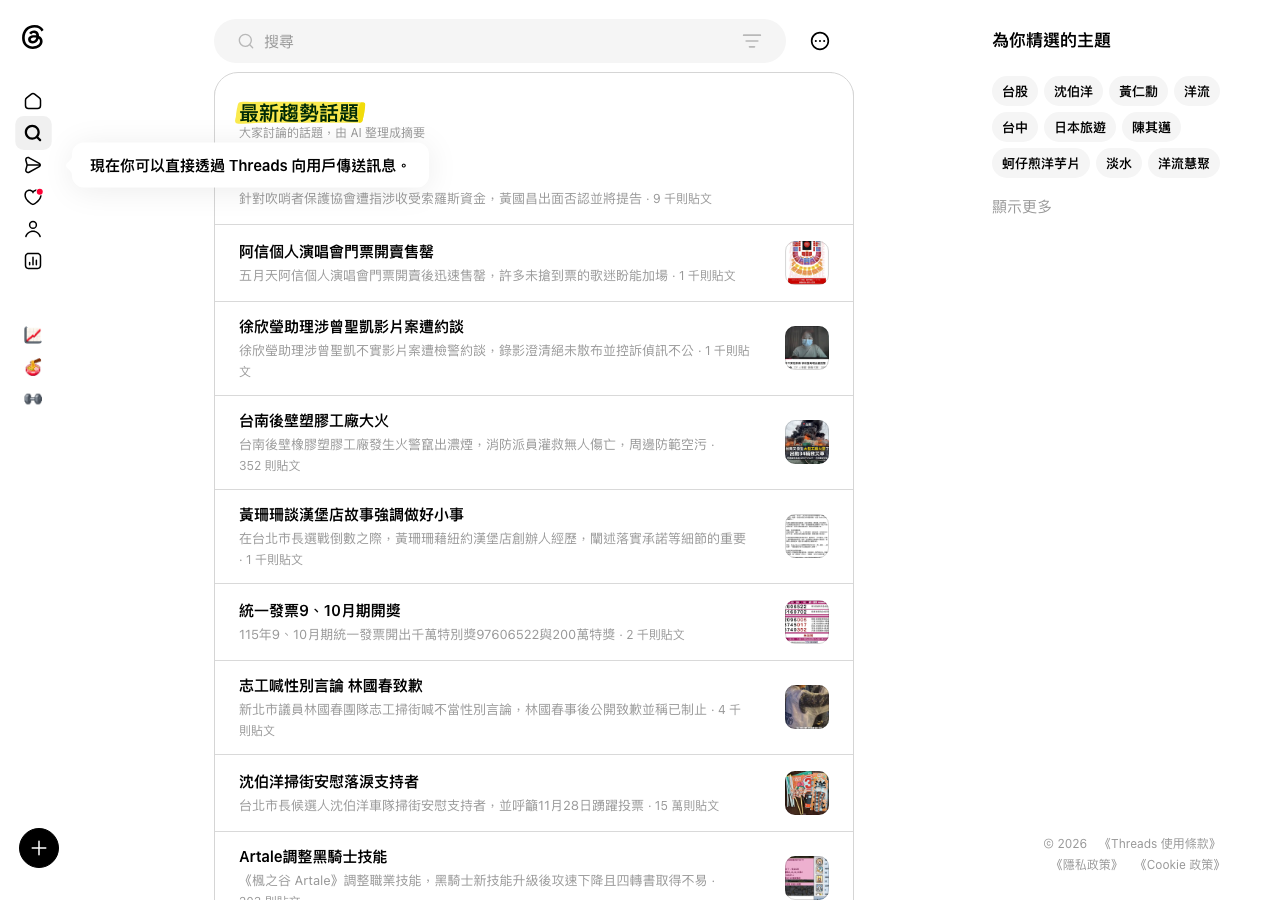 搜尋
最新趨勢話題
大家討論的話題，由 AI 整理成摘要
現在你可以直接透過 Threads 向用戶傳送訊息。
針對吹哨者保護協會遭指涉收受索羅斯資金，黃國昌出面否認並將提告 · 9 千則貼文
阿信個人演唱會門票開賣售罄
五月天阿信個人演唱會門票開賣後迅速售罄，許多未搶到票的歌迷盼能加場 · 1 千則貼文
徐欣瑩助理涉曾聖凱影片案遭約談
徐欣瑩助理涉曾聖凱不實影片案遭檢警約談，錄影澄清絕未散布並控訴偵訊不公 · 1 千則貼
文
台南後壁塑膠工廠大火
台南後壁橡膠塑膠工廠發生火警竄出濃煙，消防派員灌救無人傷亡，周邊防範空污 ·
352 則貼文
黃珊珊談漢堡店故事強調做好小事
在台北市長選戰倒數之際，黃珊珊藉紐約漢堡店創辦人經歷，闡述落實承諾等細節的重要
· 1 千則貼文
統一發票9、10月期開獎
115年9、10月期統一發票開出千萬特別獎97606522與200萬特獎 · 2 千則貼文
志工喊性別言論 林國春致歉
新北市議員林國春團隊志工掃街喊不當性別言論，林國春事後公開致歉並稱已制止 · 4 千
則貼文
沈伯洋掃街安慰落淚支持者
台北市長候選人沈伯洋車隊掃街安慰支持者，並呼籲11月28日踴躍投票 · 15 萬則貼文
Artale調整黑騎士技能
《楓之谷 Artale》調整職業技能，黑騎士新技能升級後攻速下降且四轉書取得不易 ·
為你精選的主題
台股 沈伯洋 黃仁勳 洋流
台中 日本旅遊 陳其邁
蚵仔煎洋芋片 淡水 洋流慧聚
顯示更多
© 2026 《Threads 使用條款》
《隱私政策》 《Cookie 政策》